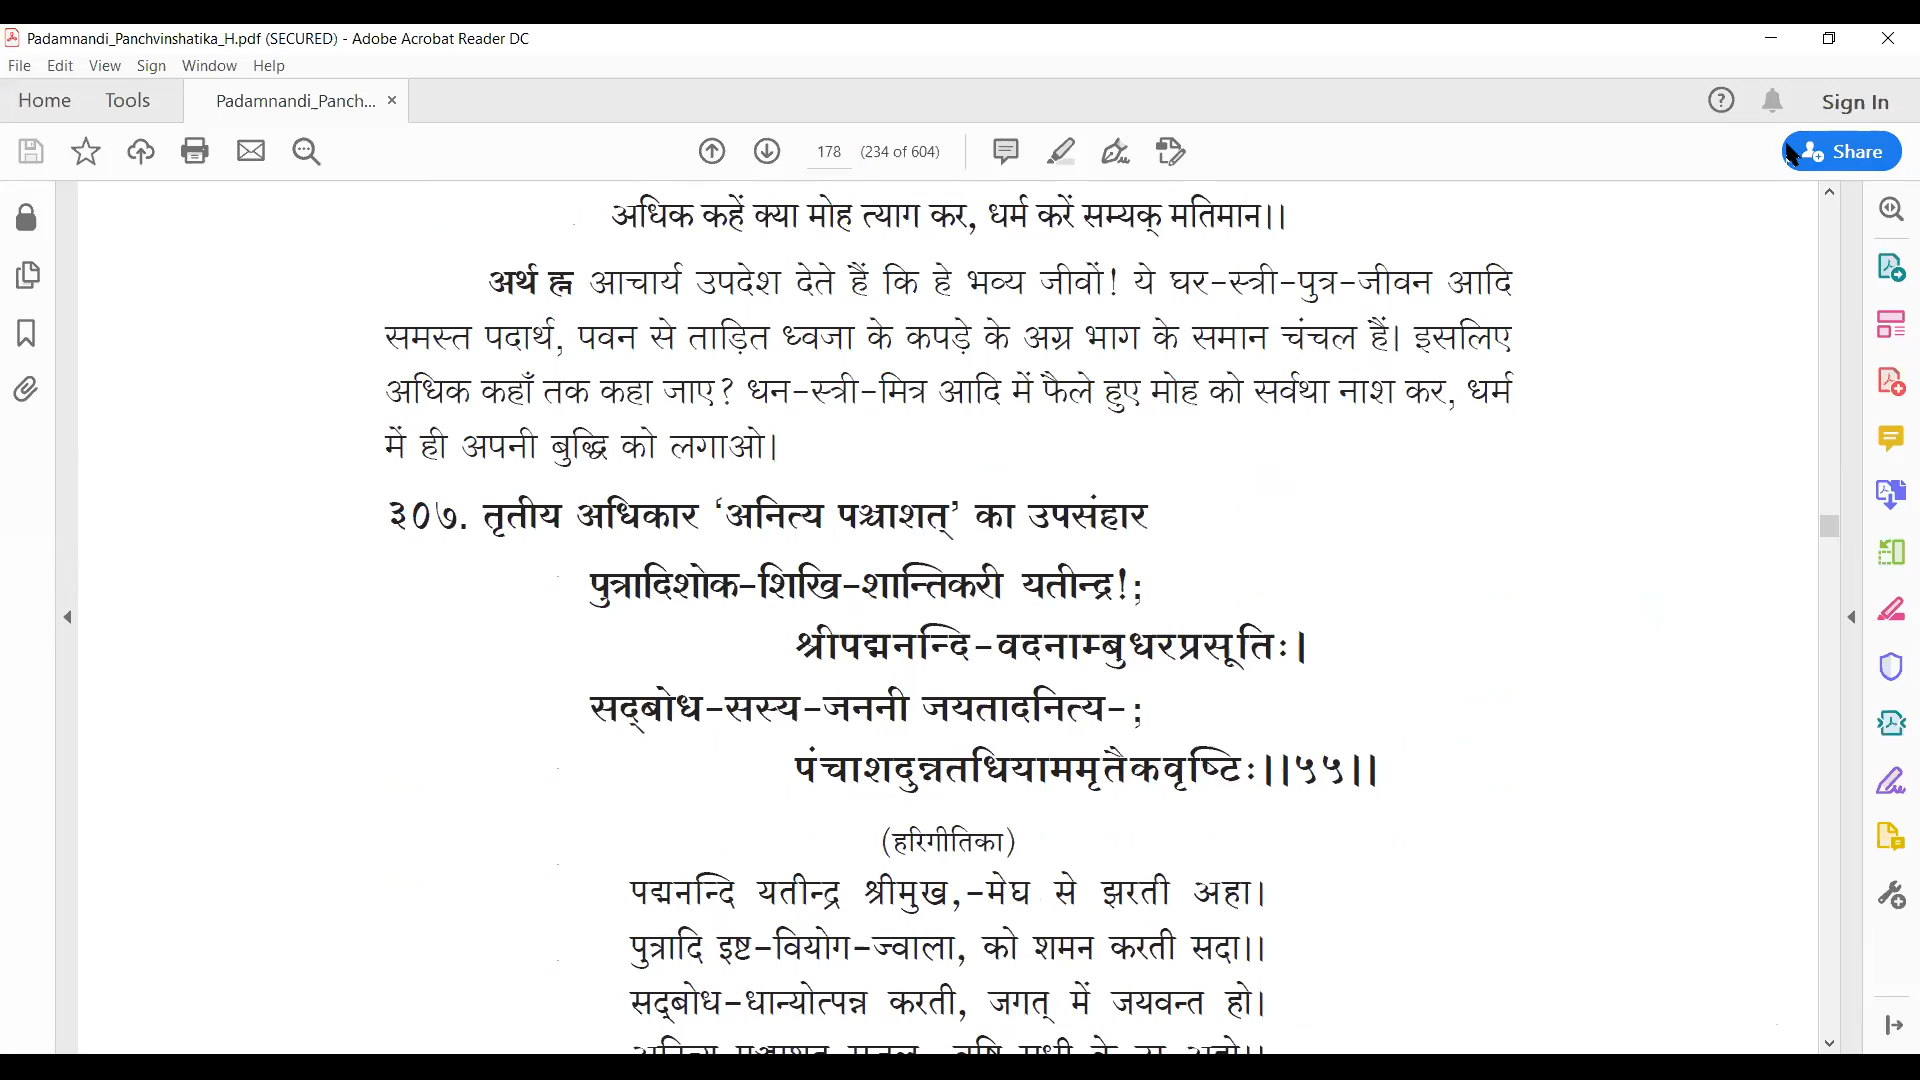 Padamnandi_Panchvinshatika_H.pdf (SECURED) - Adobe Acrobat Reader DC
File Edit View Sign Window Help
Home Tools Padamnandi_Panch... ×
Sign In
178 (234 of 604)
Share
अधिक कहें क्या मोह त्याग कर, धर्म करें सम्यक् मतिमान।।
अर्थ ह्न आचार्य उपदेश देते हैं कि हे भव्य जीवों! ये घर-स्त्री-पुत्र-जीवन आदि
समस्त पदार्थ, पवन से ताड़ित ध्वजा के कपड़े के अग्र भाग के समान चंचल हैं। इसलिए
अधिक कहाँ तक कहा जाए? धन-स्त्री-मित्र आदि में फैले हुए मोह को सर्वथा नाश कर, धर्म
में ही अपनी बुद्धि को लगाओ।
३०७. तृतीय अधिकार ‘अनित्य पञ्चाशत्’ का उपसंहार
पुत्रादिशोक-शिखि-शान्तिकरी यतीन्द्र!;
श्रीपद्मनन्दि-वदनाम्बुधरप्रसूतिः।
सद्बोध-सस्य-जननी जयतादनित्य-;
पंचाशदुन्नतधियाममृतैकवृष्टिः।।५५।।
(हरिगीतिका)
पद्मनन्दि यतीन्द्र श्रीमुख,-मेघ से झरती अहा।
पुत्रादि इष्ट-वियोग-ज्वाला, को शमन करती सदा।।
सद्बोध-धान्योत्पन्न करती, जगत् में जयवन्त हो।